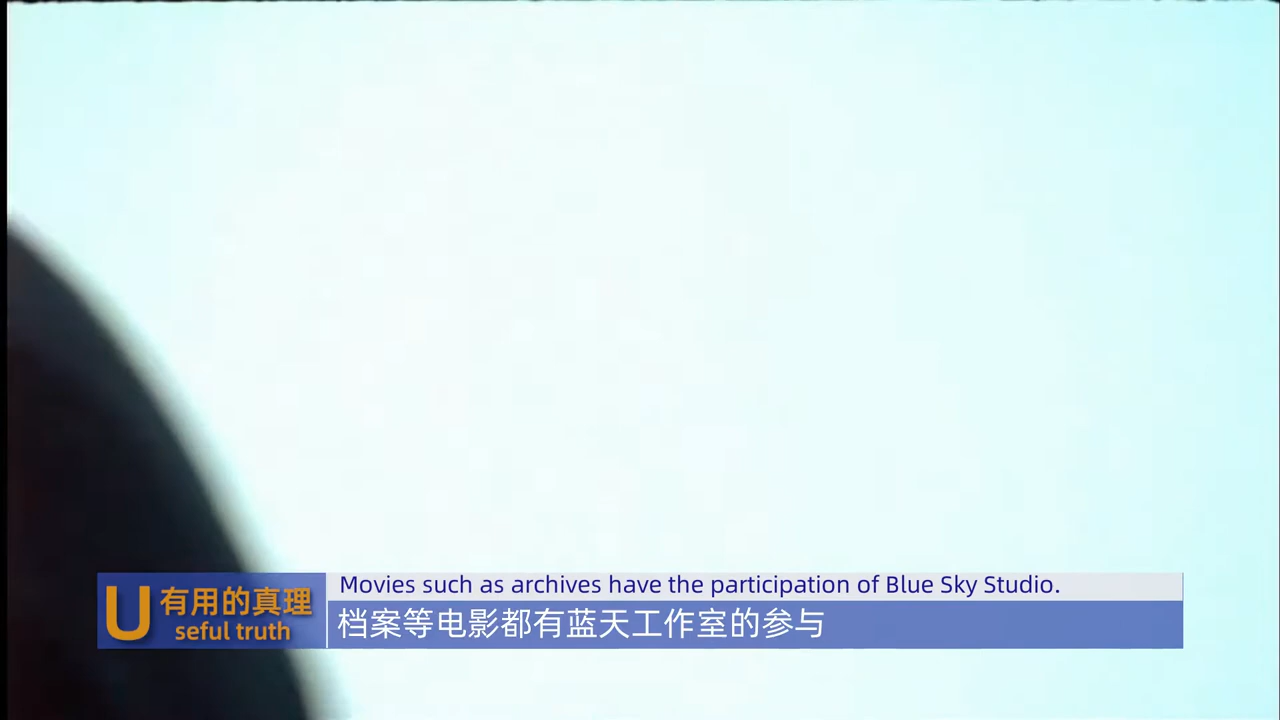 U 有用的真理
seful truth
Movies such as archives have the participation of Blue Sky Studio.
档案等电影都有蓝天工作室的参与